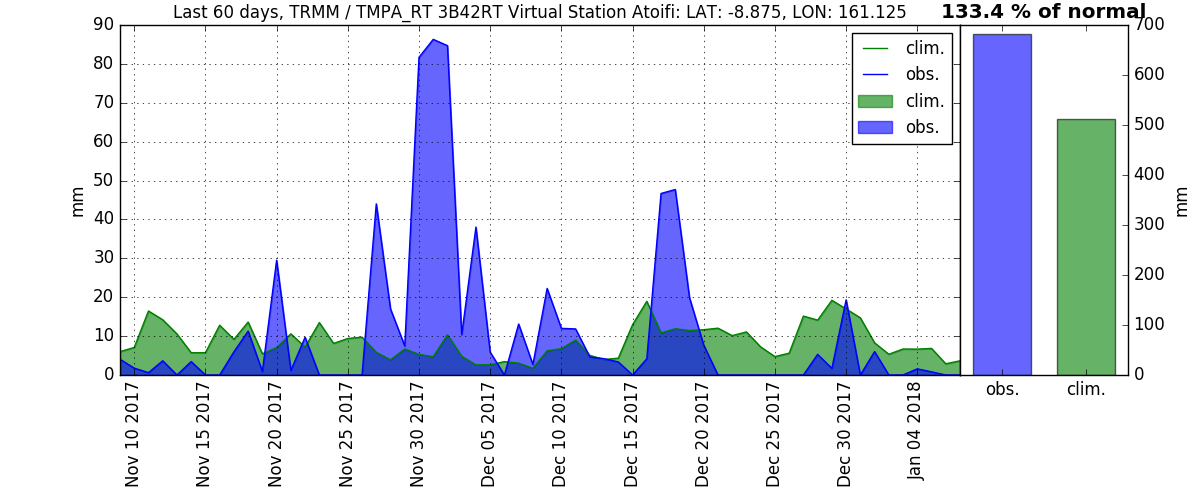 Last 60 days, TRMM / TMPA_RT 3B42RT Virtual Station Atoifi: LAT: -8.875, LON: 161.125
133.4 % of normal
90
80
70
60
50
40
30
20
10
0
mm
clim.
obs.
clim.
obs.
Nov 10 2017
Nov 15 2017
Nov 20 2017
Nov 25 2017
Nov 30 2017
Dec 05 2017
Dec 10 2017
Dec 15 2017
Dec 20 2017
Dec 25 2017
Dec 30 2017
Jan 04 2018
700
600
500
400
300
200
100
0
mm
obs.
clim.